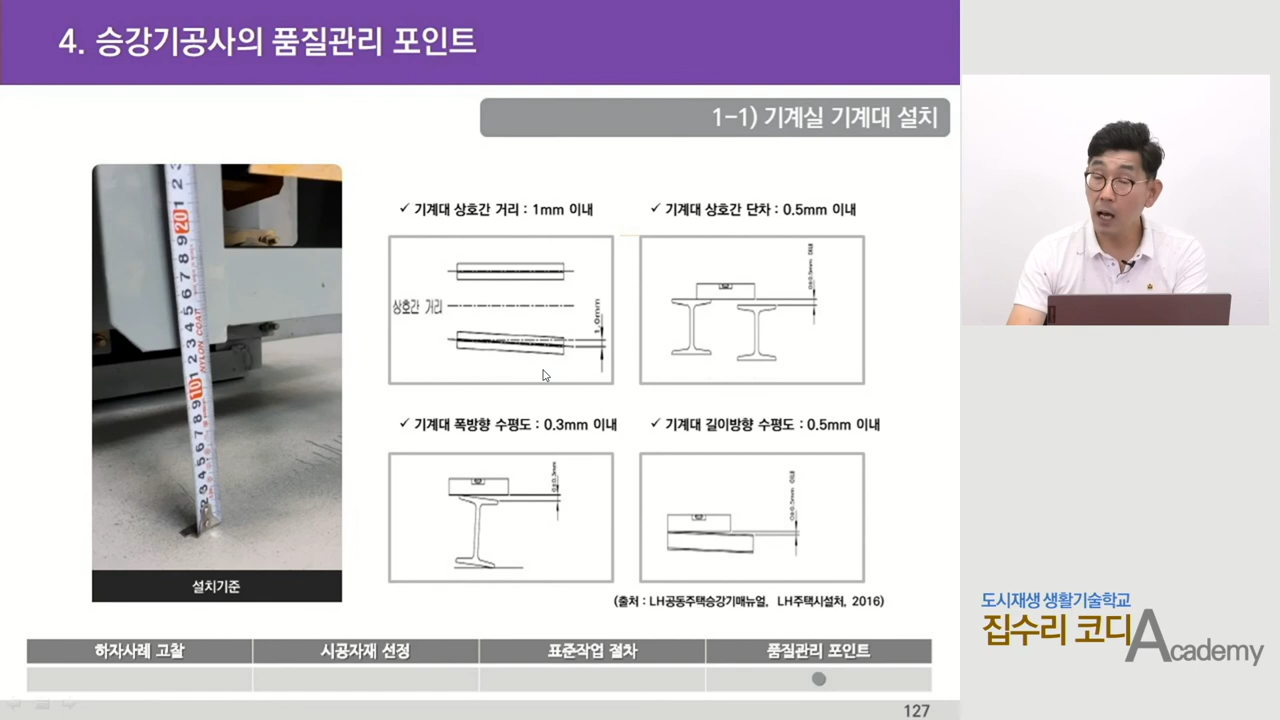 4. 승강기공사의 품질관리 포인트
1-1) 기계실 기계대 설치
✓ 기계대 상호간 거리 : 1mm 이내
✓ 기계대 상호간 단차 : 0.5mm 이내
상호간 거리
1.0mm
✓ 기계대 폭방향 수평도 : 0.3mm 이내
✓ 기계대 길이방향 수평도 : 0.5mm 이내
설치기준
(출처 : LH공동주택승강기매뉴얼, LH주택시설처, 2016)
하자사례 고찰
시공자재 선정
표준작업 절차
품질관리 포인트
127
도시재생 생활기술학교
집수리 코디 Academy